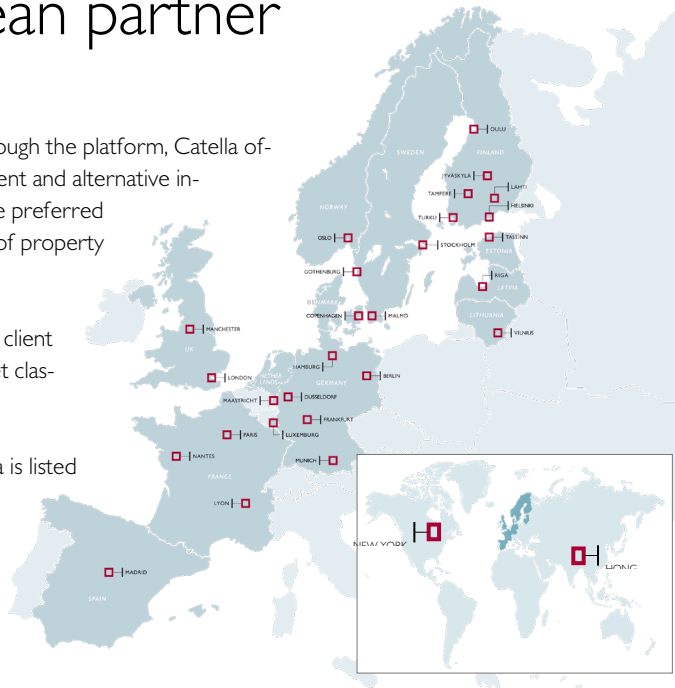 ean partner
ough the platform, Catella of-
ent and alternative in-
e preferred
of property
client
et clas-
a is listed
OULU
SWEDEN
FINLAND
JYVÄSKYLÄ
LAHTI
TAMPERE
HELSINKI
NORWAY
TURKU
OSLO
STOCKHOLM
TALLINN
ESTONIA
GOTHENBURG
RIGA
LATVIA
DENMARK
COPENHAGEN
MALMÖ
LITHUANIA
MANCHESTER
VILNIUS
UK
HAMBURG
LONDON
NETHER-
LANDS
GERMANY
BERLIN
MAASTRICHT
DUSSELDORF
FRANKFURT
PARIS
LUXEMBURG
NANTES
MUNICH
FRANCE
LYON
NEW YORK
HONG
MADRID
SPAIN